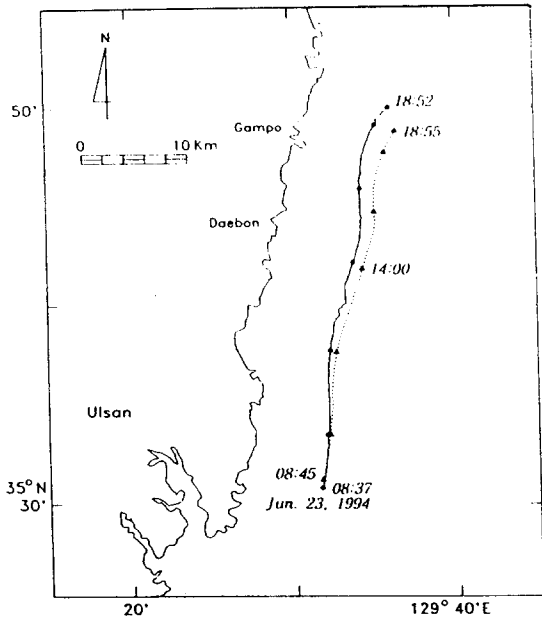 N
50'
18:52
18:55
Gampo
0 10 Km
Daebon
14:00
Ulsan
08:45
35° N
30'
08:37
Jun. 23, 1994
20'
129° 40'E